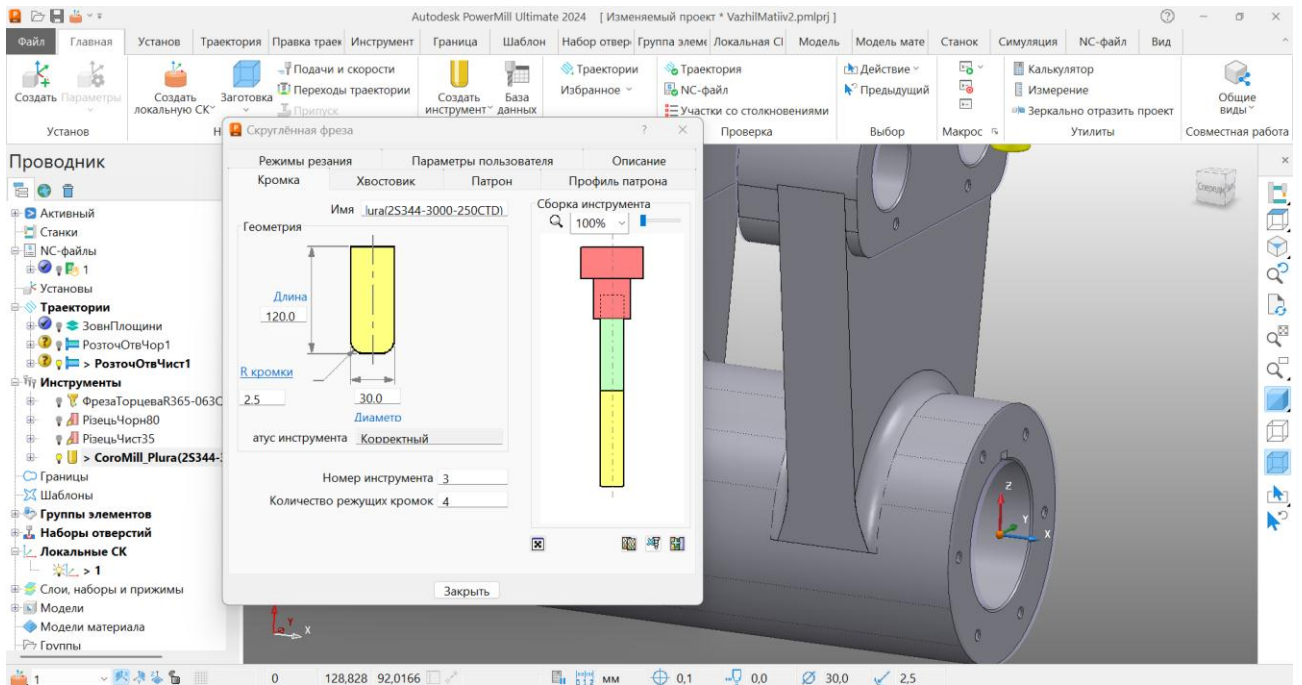 Autodesk PowerMill Ultimate 2024 [ Изменяемый проект * VazhilMatiiv2.pmlprj ]
Файл Главная Установ Траектория Правка траек Инструмент Граница Шаблон Набор отвер Группа элеме Локальная СІ Модель Модель мате Станок Симуляция NC-файл Вид
Создать Параметры
Установ
Создать локальную СК
Заготовка
Подачи и скорости
Переходы траектории
Припуск
Создать инструмент
База данных
Траектории
Избранное
Траектория
NC-файл
Участки со столкновениями
Проверка
Действие
Предыдущий
Выбор
Макрос
Калькулятор
Измерение
Зеркально отразить проект
Утилиты
Общие виды
Совместная работа
Проводник
Активный
Станки
NC-файлы
1
Установы
Траектории
ЗовнПлощини
РозточОтвЧор1
> РозточОтвЧист1
Инструменты
ФрезаТорцеваR365-063С
РізецьЧорн80
РізецьЧист35
> CoroMill_Plura(2S344-
Границы
Шаблоны
Группы элементов
Наборы отверстий
Локальные СК
> 1
Слои, наборы и прижимы
Модели
Модели материала
Группы
Скруглённая фреза ?
Режимы резания Параметры пользователя Описание
Кромка Хвостовик Патрон Профиль патрона
Имя lura(2S344-3000-250CTD)
Геометрия
Длина
120.0
R кромки
2.5
30.0
Диаметр
атус инструмента Корректный
Номер инструмента 3
Количество режущих кромок 4
Сборка инструмента
100%
Закрыть
Z
Y
X
Y
X
1 0 128,828 92,0166 мм 0,1 0,0 30,0 2,5